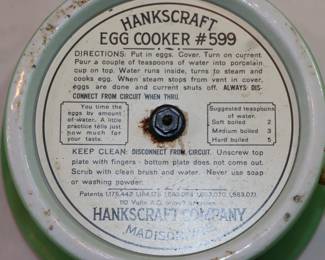 HANKSCRAFT
EGG COOKER #599
DIRECTIONS: Put in eggs. Cover. Turn on current.
Pour a couple of teaspoons of water into porcelain
cup on top. Water runs inside, turns to steam and
cooks egg. When steam stops from vent in cover,
eggs are done and current shuts off. ALWAYS DIS-
CONNECT FROM CIRCUIT WHEN THRU.
You time the
eggs by amount
of water. A little
practice tells just
how much for
your taste.
Suggested teaspoons
of water.
Soft boiled 2
Medium boiled 3
Hard boiled 5
KEEP CLEAN: DISCONNECT FROM CIRCUIT. Unscrew top
plate with fingers - bottom plate does not come out.
Scrub with clean brush and water. Never use soap
or washing powder.
Patents
110 Volts
HANKSCRAFT COMPANY
MADISON, WIS.